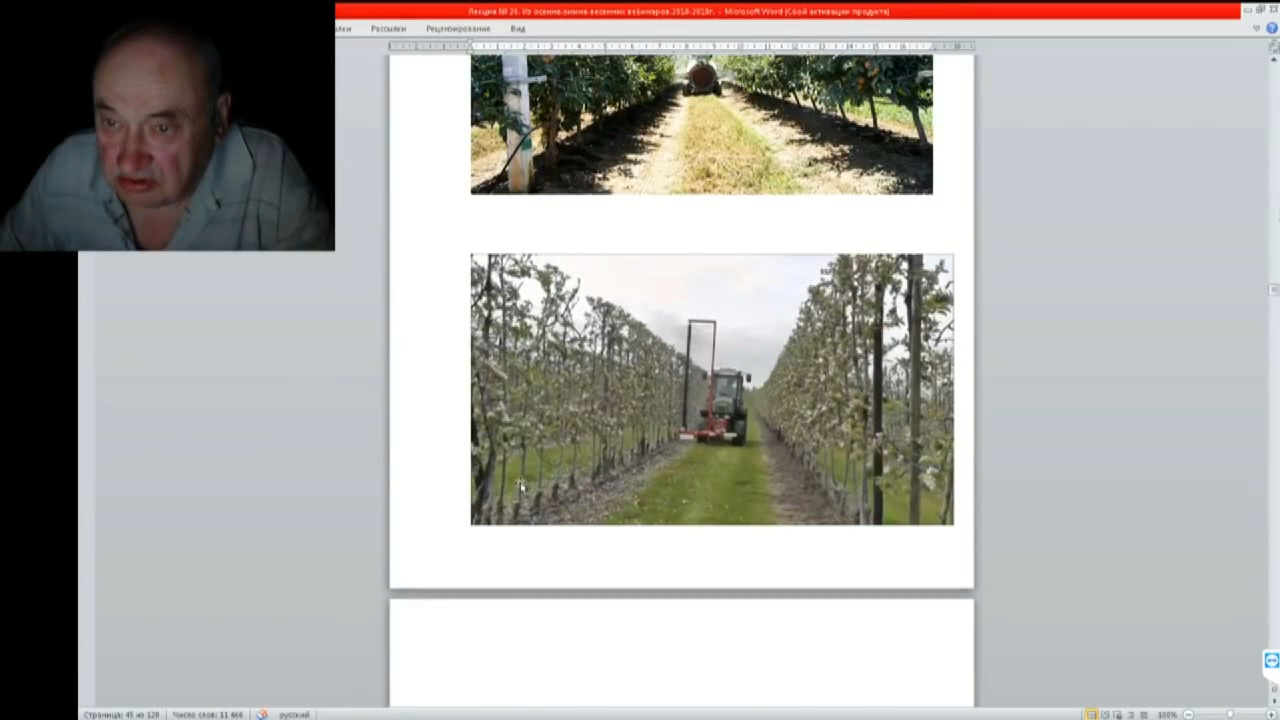 Лекция № 26. Из осенне-зимне-весенних вебинаров.2018-2019г. - Microsoft Word (Сбой активации продукта)
Рассылки Рецензирование Вид
Страница: 45 из 128 Число слов: 11 466 русский 100%